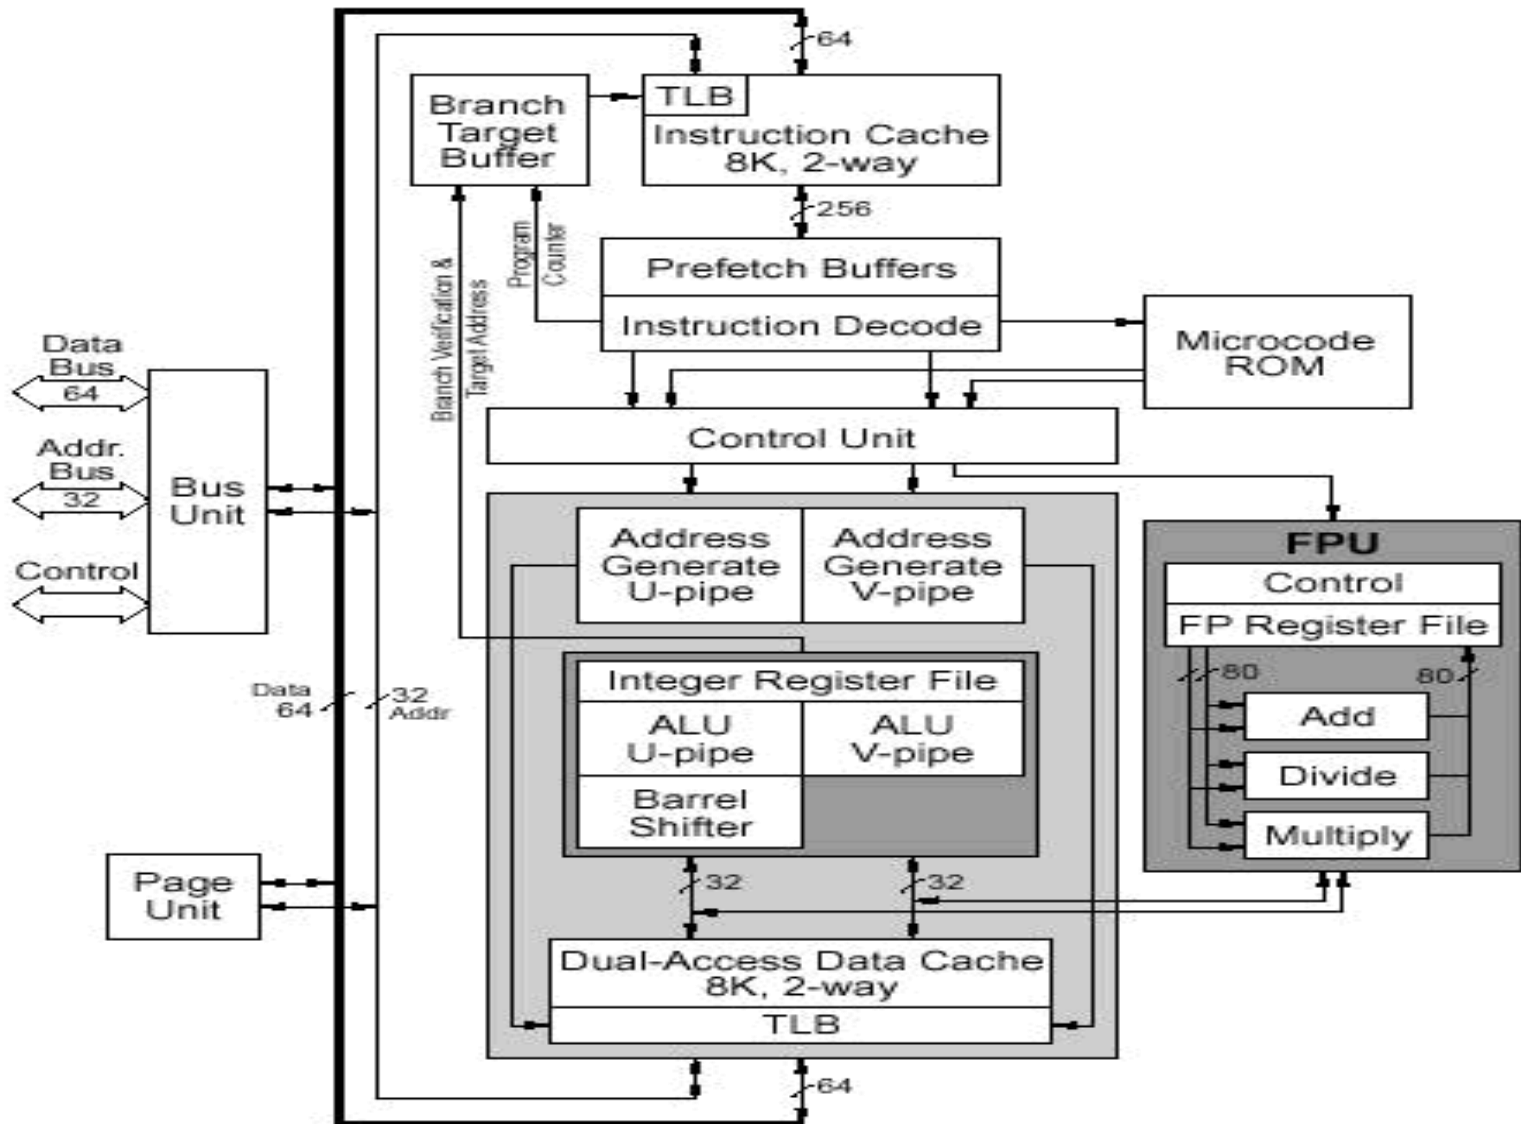 64
TLB
Instruction Cache
8K, 2-way
Branch
Target
Buffer
256
Program
Counter
Branch Verification &
Target Address
Prefetch Buffers
Instruction Decode
Microcode
ROM
Data
Bus
64
Addr.
Bus
32
Control
Bus
Unit
Control Unit
Address
Generate
U-pipe
Address
Generate
V-pipe
FPU
Control
FP Register File
80
80
Add
Divide
Multiply
Integer Register File
ALU
U-pipe
ALU
V-pipe
Barrel
Shifter
Data
64
32
Addr
Page
Unit
32
32
Dual-Access Data Cache
8K, 2-way
TLB
64